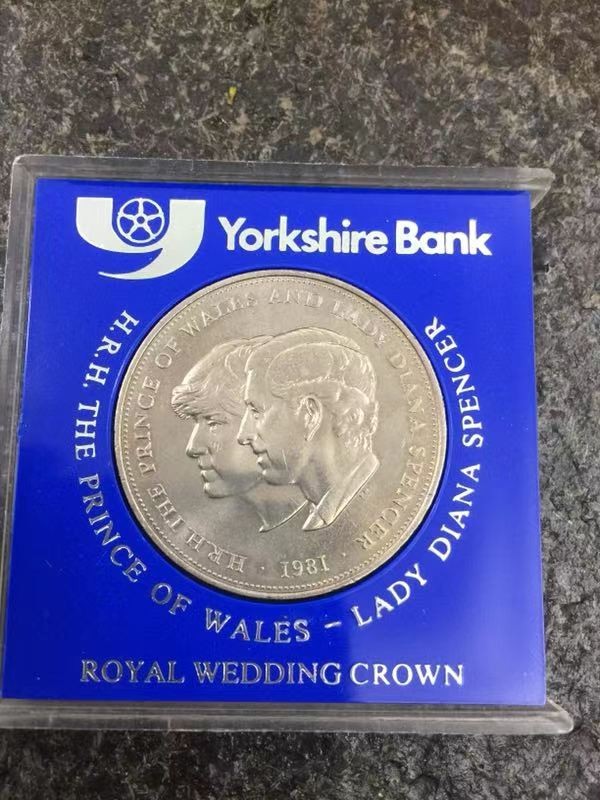 Yorkshire Bank
H.R.H. THE PRINCE OF WALES AND LADY DIANA SPENCER
· 1981 ·
H.R.H. THE PRINCE OF WALES – LADY DIANA SPENCER
ROYAL WEDDING CROWN